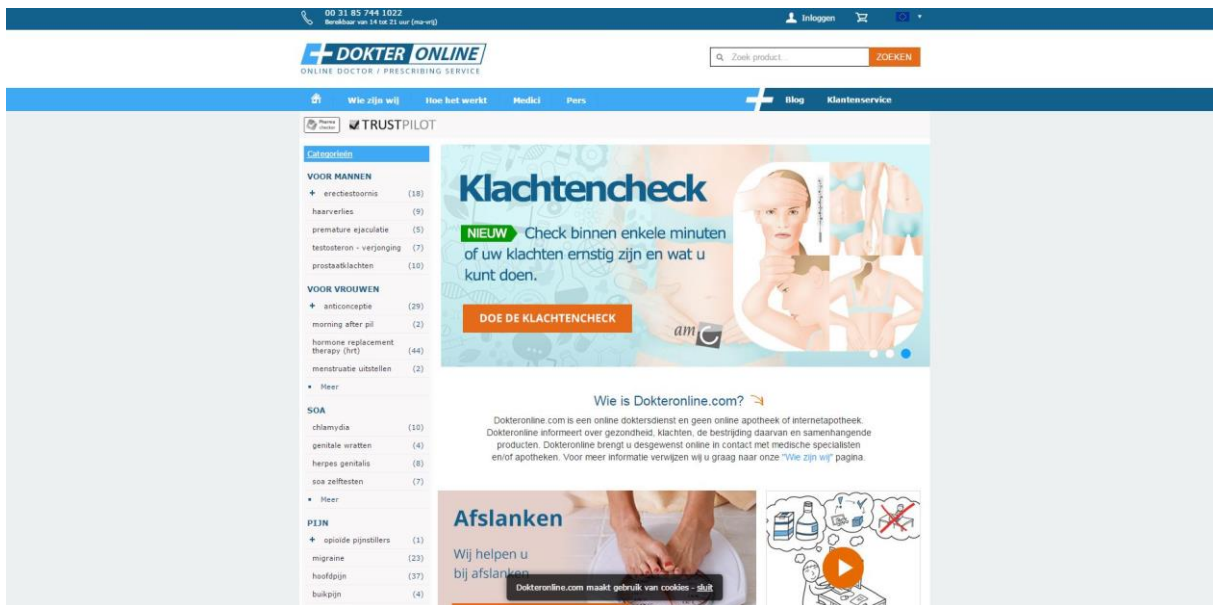 00 31 85 744 1022
Bereikbaar van 14 tot 21 uur (ma-vrij)
Inloggen
DOKTER ONLINE
ONLINE DOCTOR / PRESCRIBING SERVICE
Zoek product...
ZOEKEN
Wie zijn wij
Hoe het werkt
Medici
Pers
Blog
Klantenservice
TRUSTPILOT
Categorieën
VOOR MANNEN
+ erectiestoornis (18)
haarverlies (9)
premature ejaculatie (5)
testosteron - verjonging (7)
prostaatklachten (10)
VOOR VROUWEN
+ anticonceptie (29)
morning after pil (2)
hormone replacement
therapy (hrt) (44)
menstruatie uitstellen (2)
Meer
SOA
chlamydia (10)
genitale wratten (4)
herpes genitalis (8)
soa zelftesten (7)
Meer
PIJN
+ opioïde pijnstillers (1)
migraine (23)
hoofdpijn (37)
buikpijn (4)
Klachtencheck
NIEUW Check binnen enkele minuten
of uw klachten ernstig zijn en wat u
kunt doen.
DOE DE KLACHTENCHECK
amc
Wie is Dokteronline.com?
Dokteronline.com is een online doktersdienst en geen online apotheek of internetapotheek.
Dokteronline informeert over gezondheid, klachten, de bestrijding daarvan en samenhangende
producten. Dokteronline brengt u desgewenst online in contact met medische specialisten
en/of apotheken. Voor meer informatie verwijzen wij u graag naar onze "Wie zijn wij" pagina.
Afslanken
Wij helpen u
bij afslanken
Dokteronline.com maakt gebruik van cookies - sluit